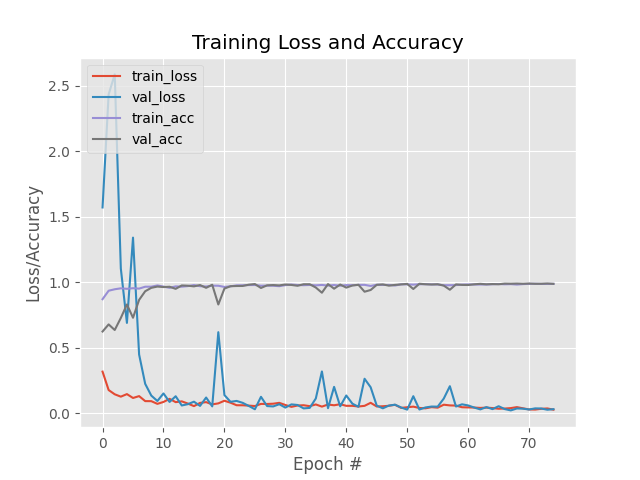 Training Loss and Accuracy
train_loss
val_loss
train_acc
val_acc
Loss/Accuracy
2.5
2.0
1.5
1.0
0.5
0.0
0 10 20 30 40 50 60 70
Epoch #